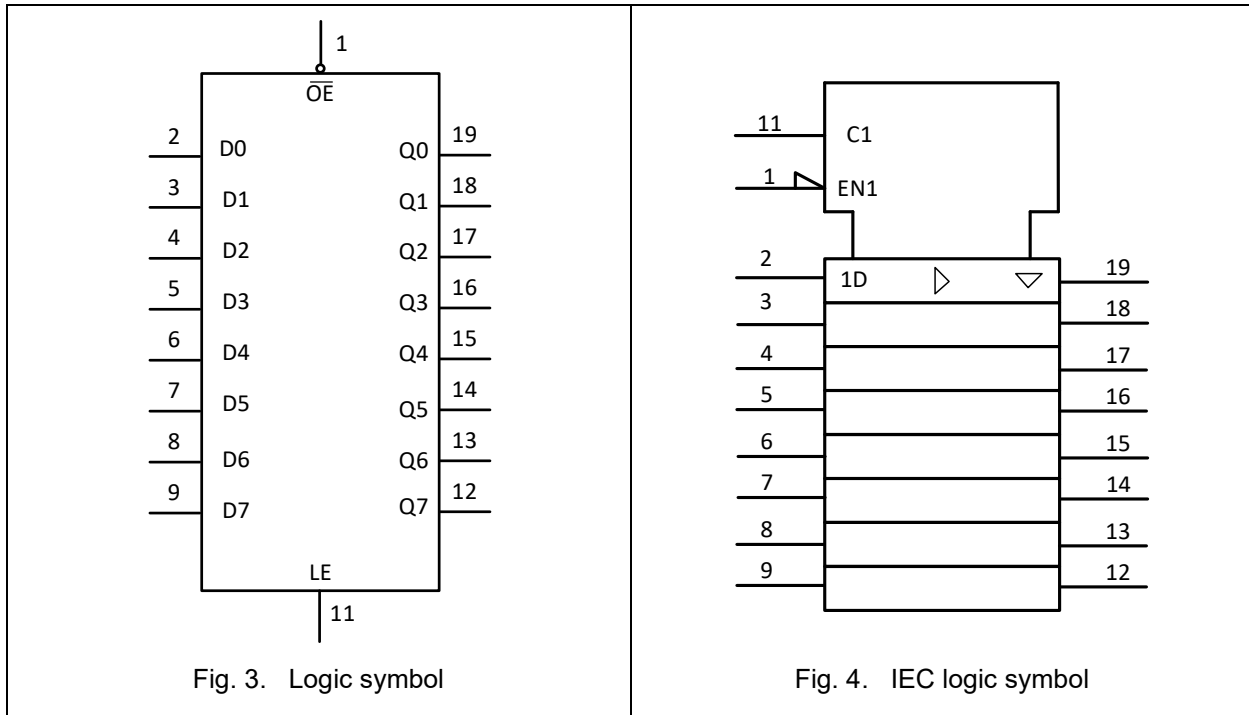 1
OE
2 D0 Q0 19
3 D1 Q1 18
4 D2 Q2 17
5 D3 Q3 16
6 D4 Q4 15
7 D5 Q5 14
8 D6 Q6 13
9 D7 Q7 12
LE
11
Fig. 3. Logic symbol
11 C1
1 EN1
2 1D 19
3 18
4 17
5 16
6 15
7 14
8 13
9 12
Fig. 4. IEC logic symbol